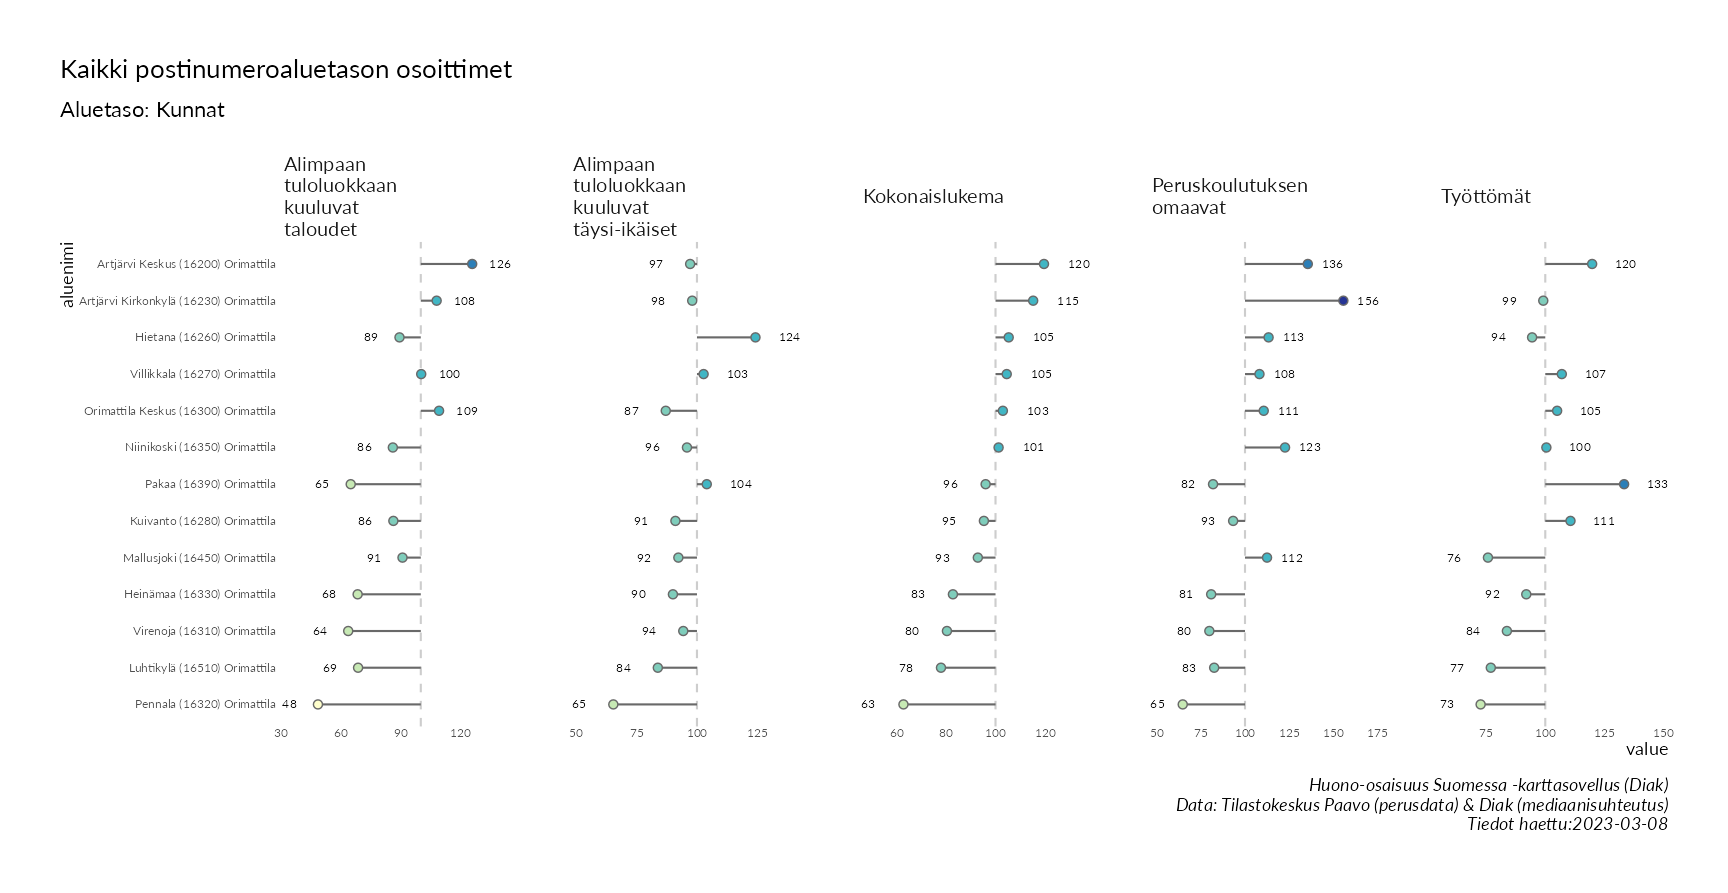 Kaikki postinumeroaluetason osoittimet
Aluetaso: Kunnat
Alimpaan
tuloluokkaan
kuuluvat
taloudet
Alimpaan
tuloluokkaan
kuuluvat
täysi-ikäiset
Kokonaislukema
Peruskoulutuksen
omaavat
Työttömät
aluenimi
Artjärvi Keskus (16200) Orimattila 126 97 120 136 120
Artjärvi Kirkonkylä (16230) Orimattila 108 98 115 156 99
Hietana (16260) Orimattila 89 124 105 113 94
Villikkala (16270) Orimattila 100 103 105 108 107
Orimattila Keskus (16300) Orimattila 109 87 103 111 105
Niinikoski (16350) Orimattila 86 96 101 123 100
Pakaa (16390) Orimattila 65 104 96 82 133
Kuivanto (16280) Orimattila 86 91 95 93 111
Mallusjoki (16450) Orimattila 91 92 93 112 76
Heinämaa (16330) Orimattila 68 90 83 81 92
Virenoja (16310) Orimattila 64 94 80 80 84
Luhtikylä (16510) Orimattila 69 84 78 83 77
Pennala (16320) Orimattila 48 65 63 65 73
30 60 90 120 50 75 100 125 60 80 100 120 50 75 100 125 150 175 75 100 125 150
value
Huono-osaisuus Suomessa -karttasovellus (Diak)
Data: Tilastokeskus Paavo (perusdata) & Diak (mediaanisuhteutus)
Tiedot haettu:2023-03-08